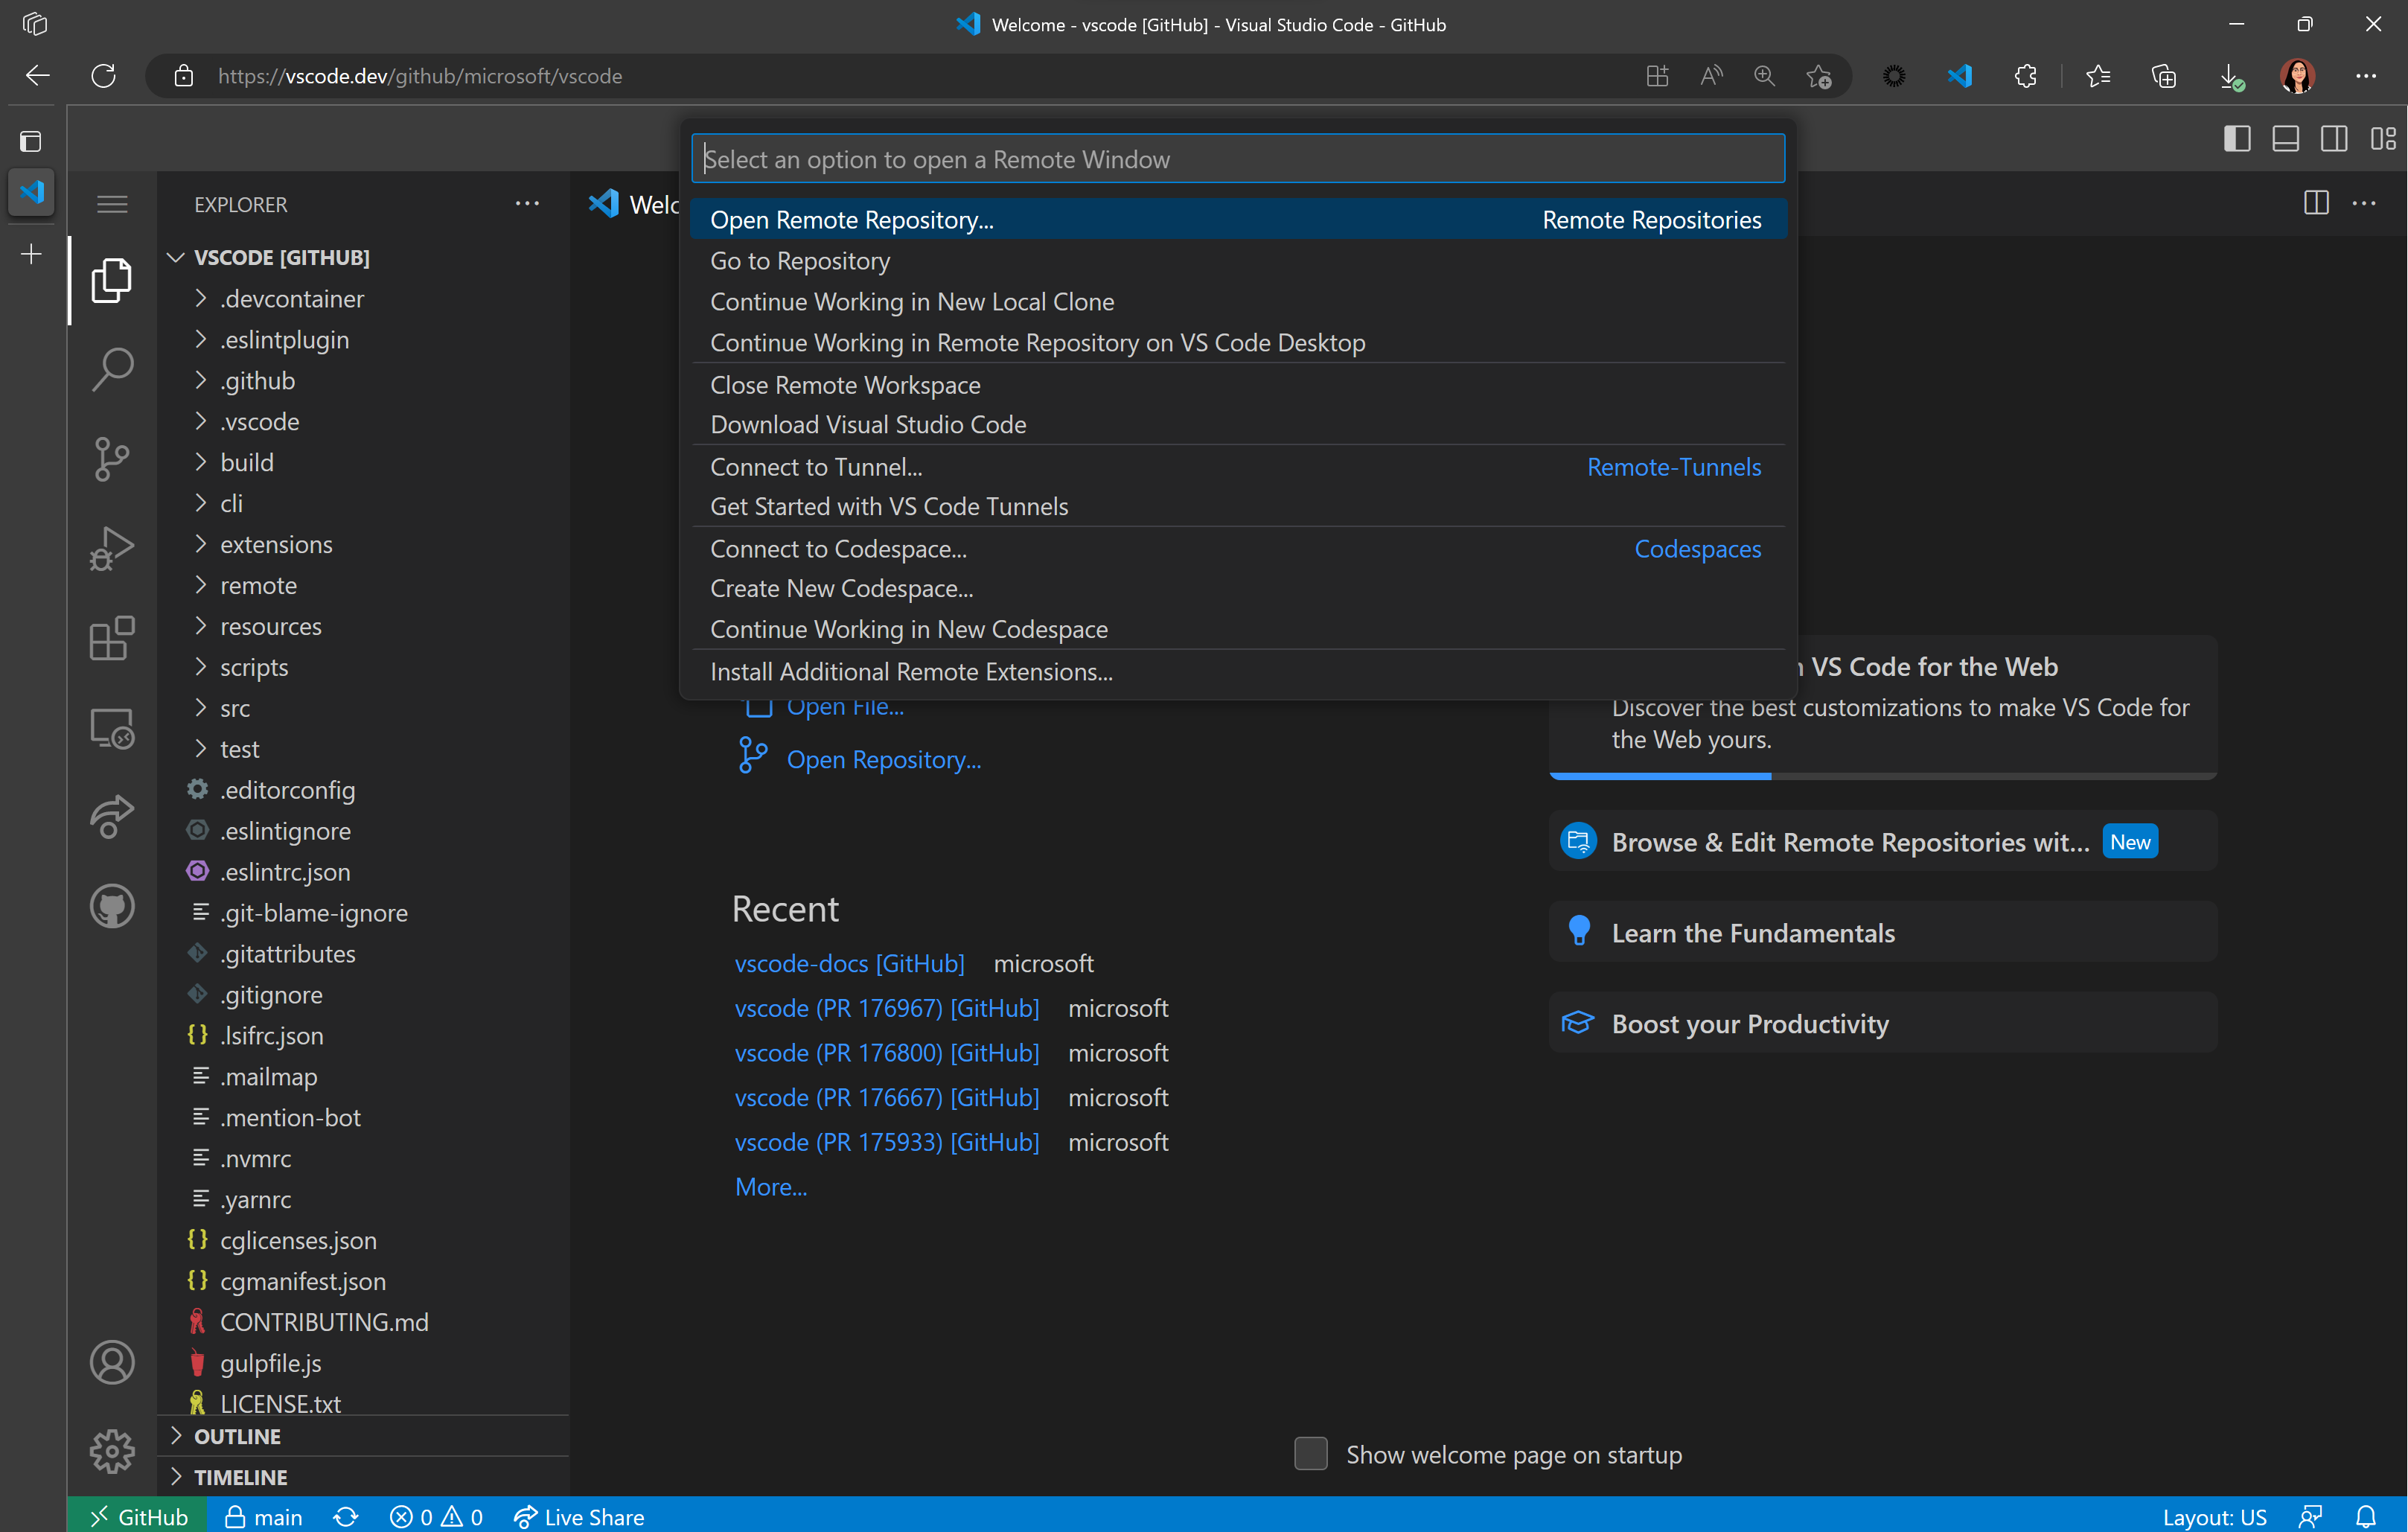 Welcome - vscode [GitHub] - Visual Studio Code - GitHub
https://vscode.dev/github/microsoft/vscode
Select an option to open a Remote Window
Open Remote Repository... Remote Repositories
Go to Repository
Continue Working in New Local Clone
Continue Working in Remote Repository on VS Code Desktop
Close Remote Workspace
Download Visual Studio Code
Connect to Tunnel... Remote-Tunnels
Get Started with VS Code Tunnels
Connect to Codespace... Codespaces
Create New Codespace...
Continue Working in New Codespace
Install Additional Remote Extensions...
EXPLORER
VSCODE [GITHUB]
.devcontainer
.eslintplugin
.github
.vscode
build
cli
extensions
remote
resources
scripts
src
test
.editorconfig
.eslintignore
.eslintrc.json
.git-blame-ignore
.gitattributes
.gitignore
.lsifrc.json
.mailmap
.mention-bot
.nvmrc
.yarnrc
cglicenses.json
cgmanifest.json
CONTRIBUTING.md
gulpfile.js
LICENSE.txt
OUTLINE
TIMELINE
Open File...
Open Repository...
Recent
vscode-docs [GitHub] microsoft
vscode (PR 176967) [GitHub] microsoft
vscode (PR 176800) [GitHub] microsoft
vscode (PR 176667) [GitHub] microsoft
vscode (PR 175933) [GitHub] microsoft
More...
VS Code for the Web
Discover the best customizations to make VS Code for
the Web yours.
Browse & Edit Remote Repositories wit... New
Learn the Fundamentals
Boost your Productivity
Show welcome page on startup
GitHub main 0 0 Live Share Layout: US